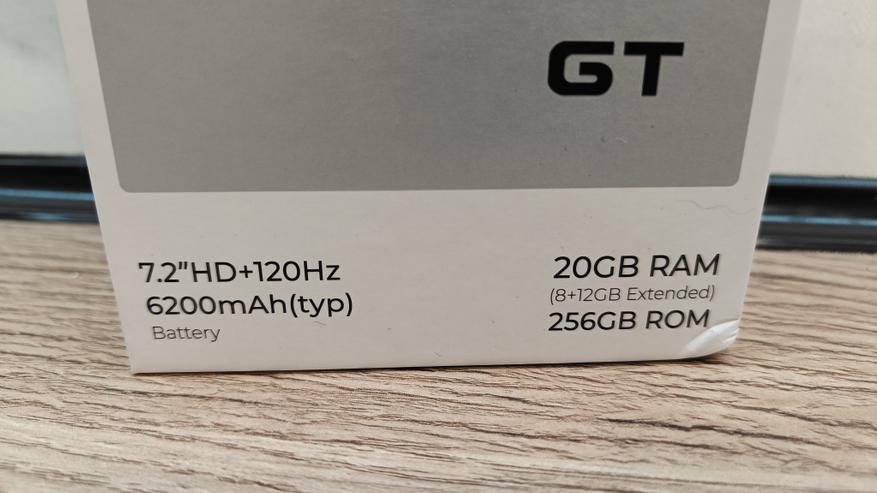 GT
7.2"HD+120Hz
6200mAh(typ)
Battery
20GB RAM
(8+12GB Extended)
256GB ROM